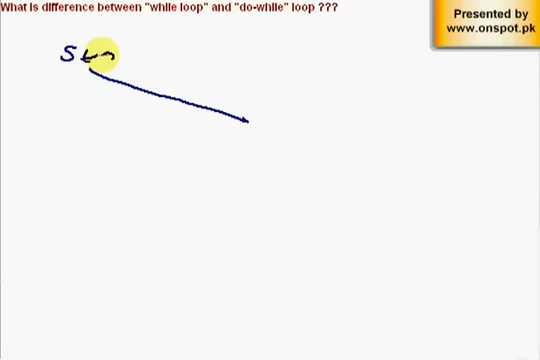 What is difference between "while loop" and "do-while" loop ???
Presented by
www.onspot.pk